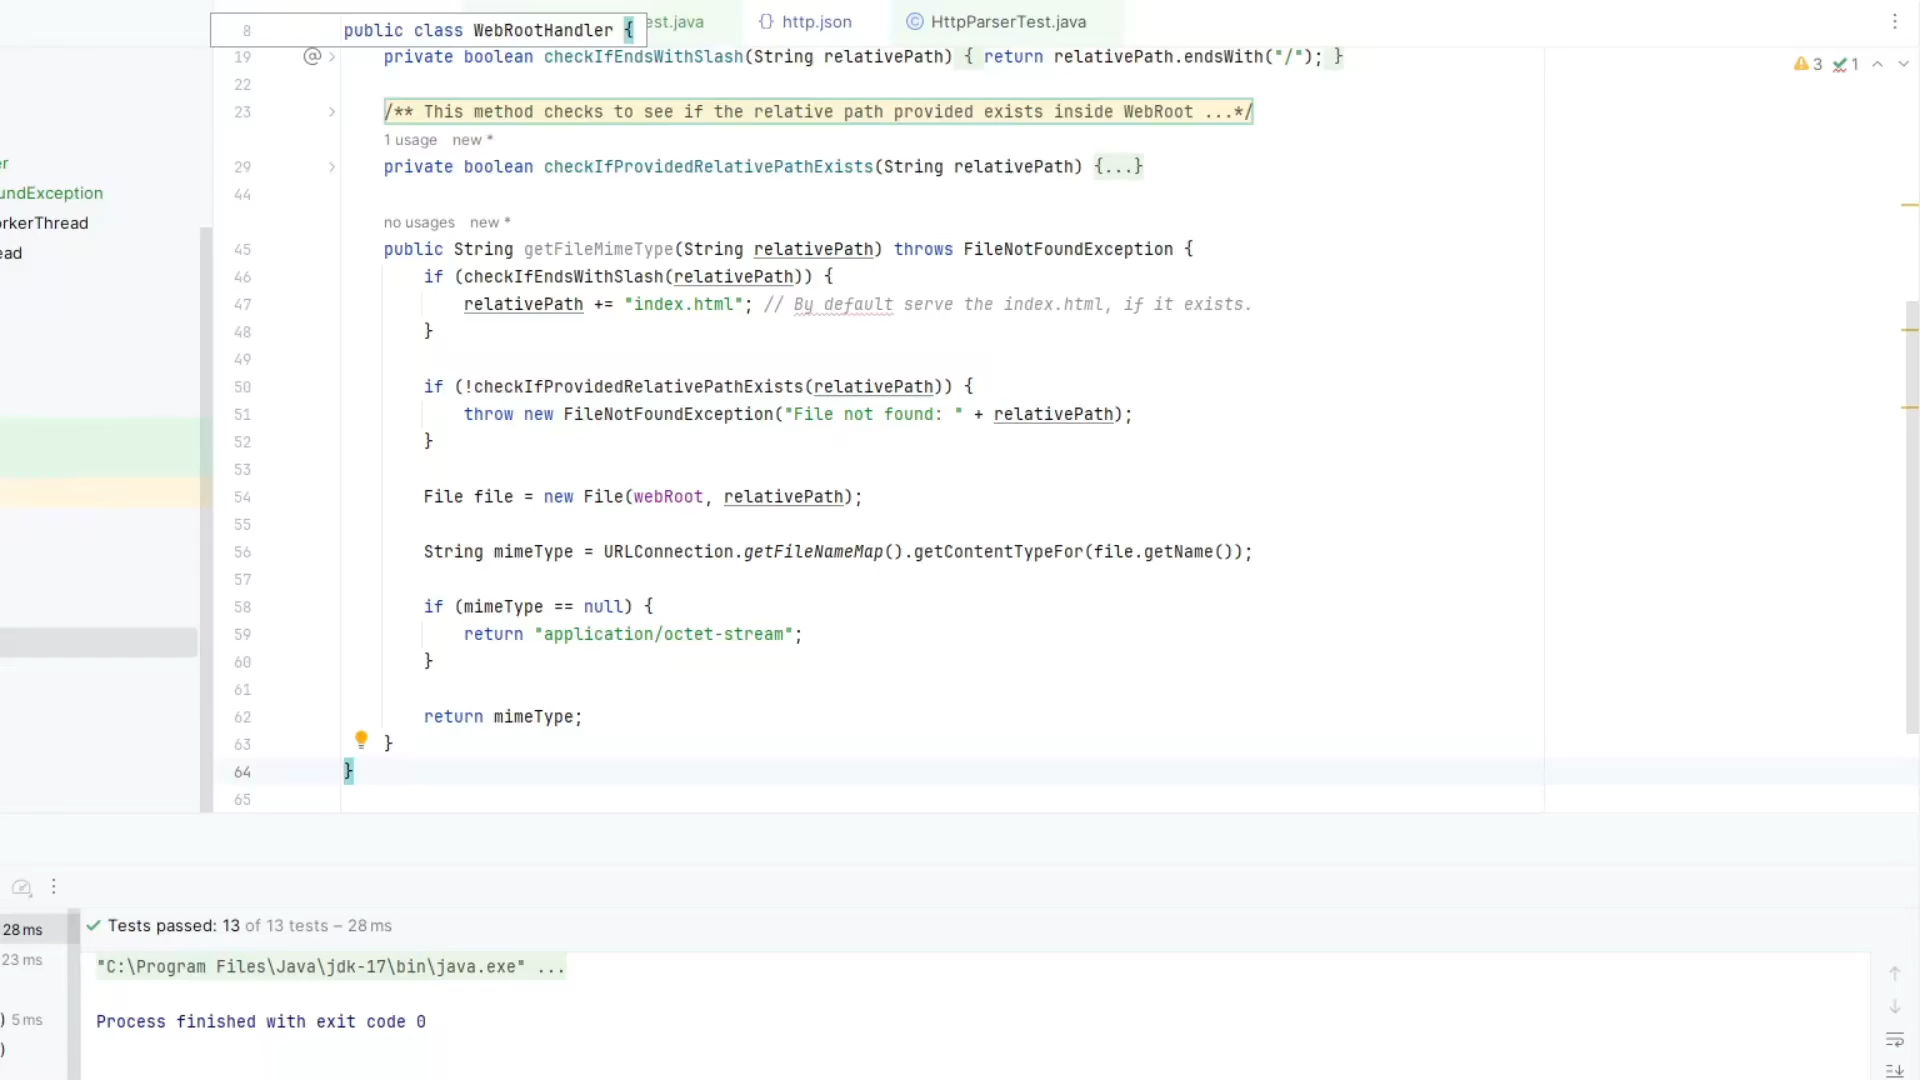 est.java
http.json
HttpParserTest.java
8 public class WebRootHandler {
19 @ private boolean checkIfEndsWithSlash(String relativePath) { return relativePath.endsWith("/"); }
3 1
22
23 /** This method checks to see if the relative path provided exists inside WebRoot ...*/
1 usage new *
er
29 private boolean checkIfProvidedRelativePathExists(String relativePath) {...}
undException
44
orkerThread
no usages new *
ead
45 public String getFileMimeType(String relativePath) throws FileNotFoundException {
46 if (checkIfEndsWithSlash(relativePath)) {
47 relativePath += "index.html"; // By default serve the index.html, if it exists.
48 }
49
50 if (!checkIfProvidedRelativePathExists(relativePath)) {
51 throw new FileNotFoundException("File not found: " + relativePath);
52 }
53
54 File file = new File(webRoot, relativePath);
55
56 String mimeType = URLConnection.getFileNameMap().getContentTypeFor(file.getName());
57
58 if (mimeType == null) {
59 return "application/octet-stream";
60 }
61
62 return mimeType;
63 }
64 }
65
28 ms
Tests passed: 13 of 13 tests – 28 ms
23 ms
"C:\Program Files\Java\jdk-17\bin\java.exe" ...
) 5 ms
Process finished with exit code 0
)